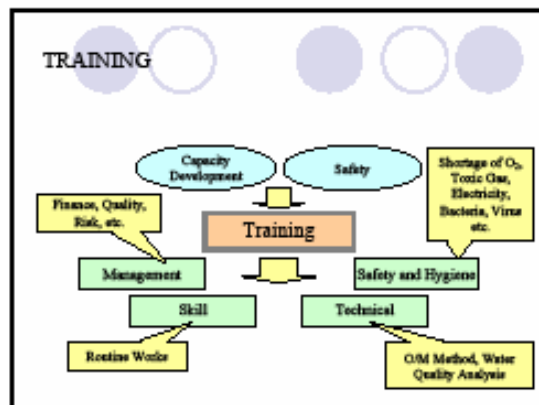 TRAINING
Capacity
Development
Safety
Shortage of O₂,
Toxic Gas,
Electricity,
Bacteria, Virus
etc.
Finance, Quality,
Risk, etc.
Training
Management
Safety and Hygiene
Skill
Technical
Routine Works
O/M Method, Water
Quality Analysis